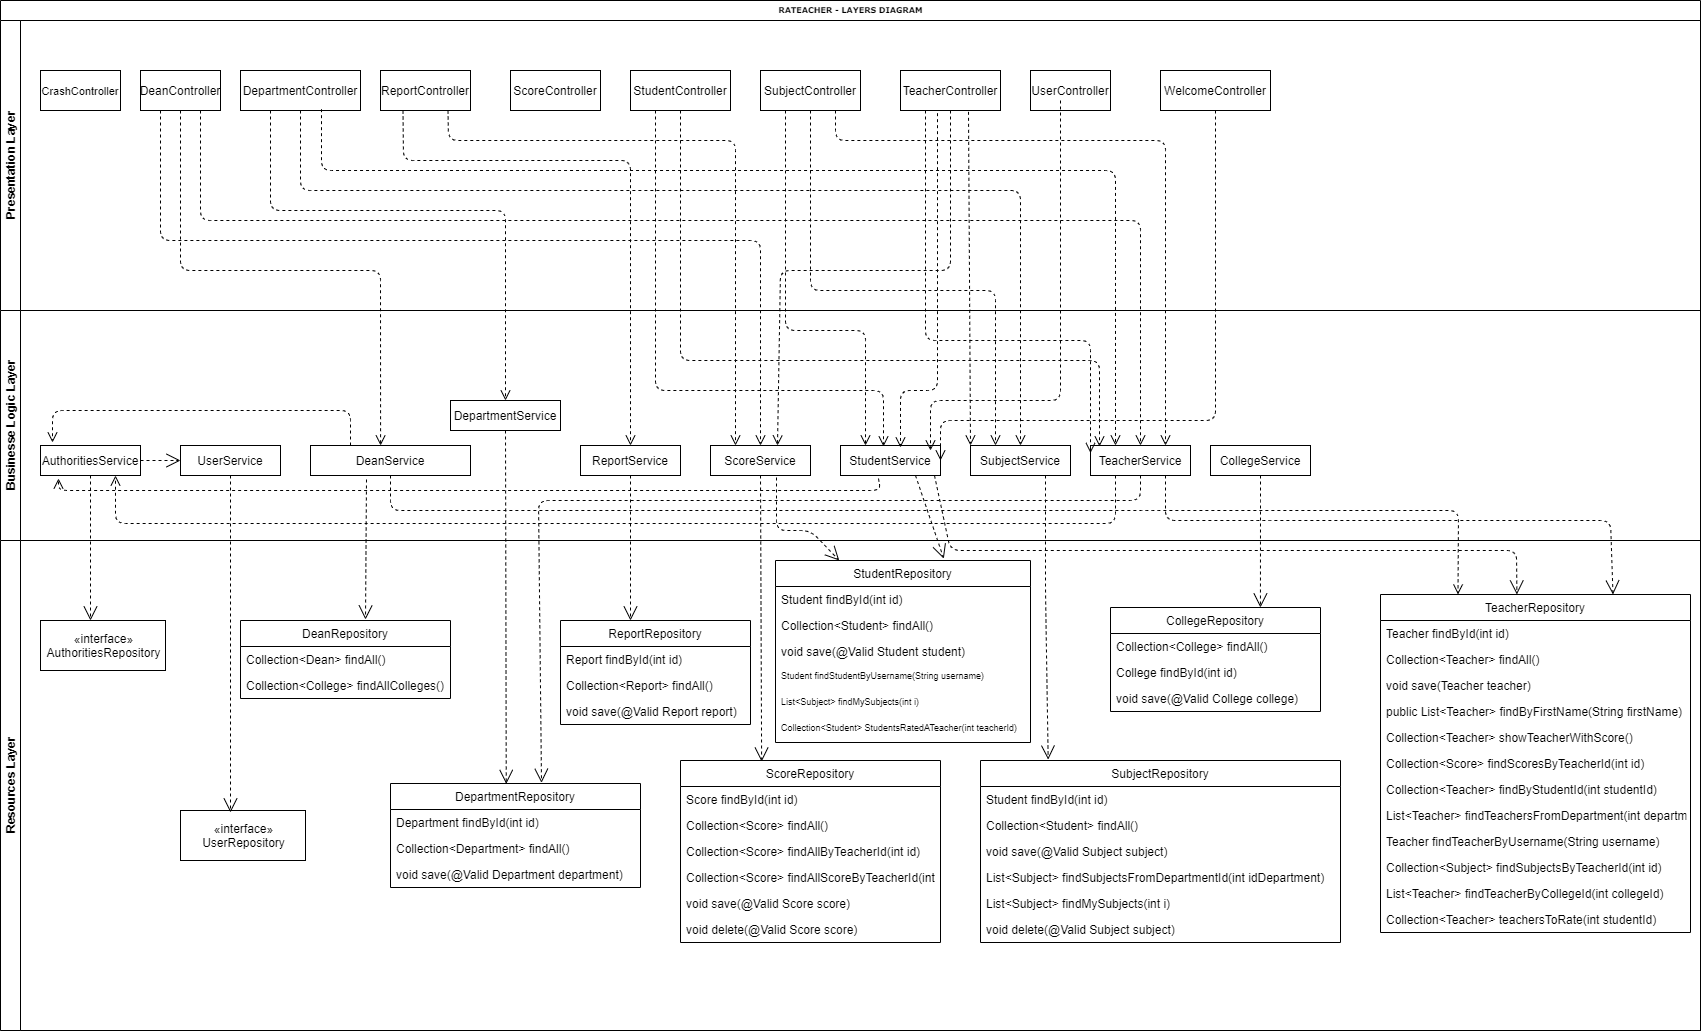 RATEACHER - LAYERS DIAGRAM
Presentation Layer
CrashController
DeanController
DepartmentController
ReportController
ScoreController
StudentController
SubjectController
TeacherController
UserController
WelcomeController
Businesse Logic Layer
DepartmentService
AuthoritiesService
UserService
DeanService
ReportService
ScoreService
StudentService
SubjectService
TeacherService
CollegeService
Resources Layer
«interface»
AuthoritiesRepository
«interface»
UserRepository
DeanRepository
Collection<Dean> findAll()
Collection<College> findAllColleges()
DepartmentRepository
Department findById(int id)
Collection<Department> findAll()
void save(@Valid Department department)
ReportRepository
Report findById(int id)
Collection<Report> findAll()
void save(@Valid Report report)
StudentRepository
Student findById(int id)
Collection<Student> findAll()
void save(@Valid Student student)
Student findStudentByUsername(String username)
List<Subject> findMySubjects(int i)
Collection<Student> StudentsRatedATeacher(int teacherId)
ScoreRepository
Score findById(int id)
Collection<Score> findAll()
Collection<Score> findAllByTeacherId(int id)
Collection<Score> findAllScoreByTeacherId(int
void save(@Valid Score score)
void delete(@Valid Score score)
CollegeRepository
Collection<College> findAll()
College findById(int id)
void save(@Valid College college)
SubjectRepository
Student findById(int id)
Collection<Student> findAll()
void save(@Valid Subject subject)
List<Subject> findSubjectsFromDepartmentId(int idDepartment)
List<Subject> findMySubjects(int i)
void delete(@Valid Subject subject)
TeacherRepository
Teacher findById(int id)
Collection<Teacher> findAll()
void save(Teacher teacher)
public List<Teacher> findByFirstName(String firstName)
Collection<Teacher> showTeacherWithScore()
Collection<Score> findScoresByTeacherId(int id)
Collection<Teacher> findByStudentId(int studentId)
List<Teacher> findTeachersFromDepartment(int departm
Teacher findTeacherByUsername(String username)
Collection<Subject> findSubjectsByTeacherId(int id)
List<Teacher> findTeacherByCollegeId(int collegeId)
Collection<Teacher> teachersToRate(int studentId)